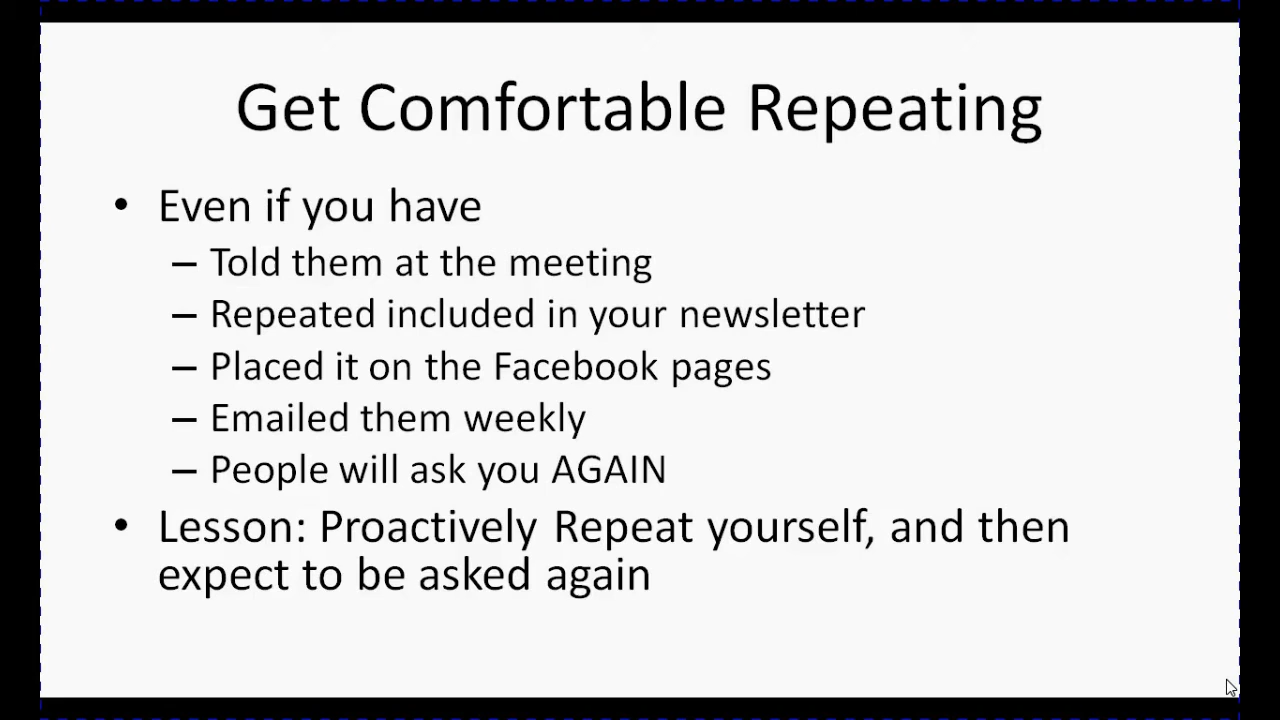 Get Comfortable Repeating
• Even if you have
– Told them at the meeting
– Repeated included in your newsletter
– Placed it on the Facebook pages
– Emailed them weekly
– People will ask you AGAIN
• Lesson: Proactively Repeat yourself, and then
expect to be asked again